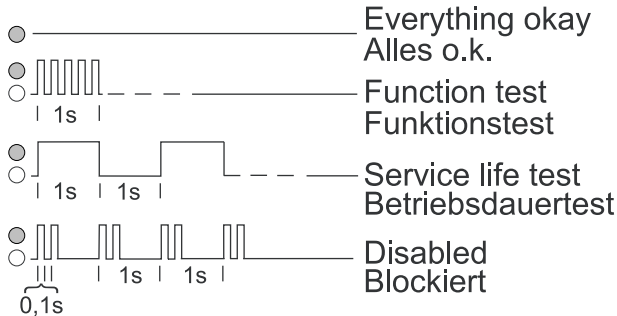 Everything okay
Alles o.k.
Function test
1s
Funktionstest
Service life test
1s 1s
Betriebsdauertest
Disabled
1s 1s
Blockiert
0,1s